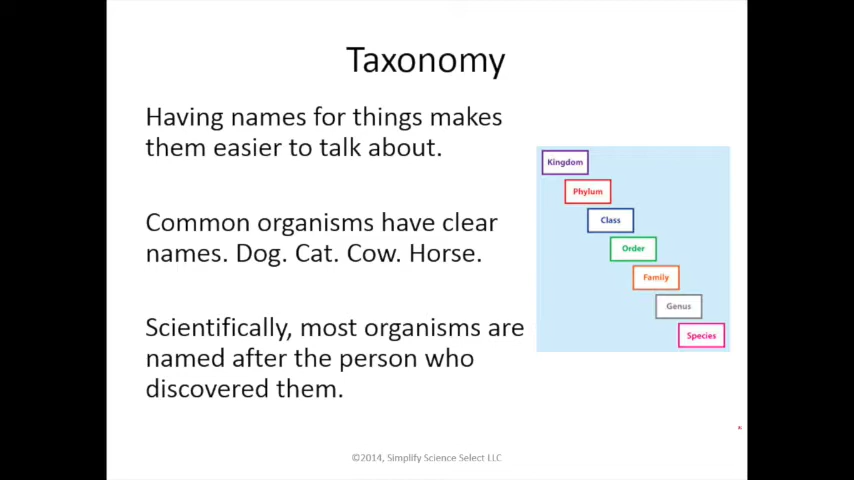 Taxonomy
Having names for things makes
them easier to talk about.
Common organisms have clear
names. Dog. Cat. Cow. Horse.
Scientifically, most organisms are
named after the person who
discovered them.
Kingdom
Phylum
Class
Order
Family
Genus
Species
©2014, Simplify Science Select LLC